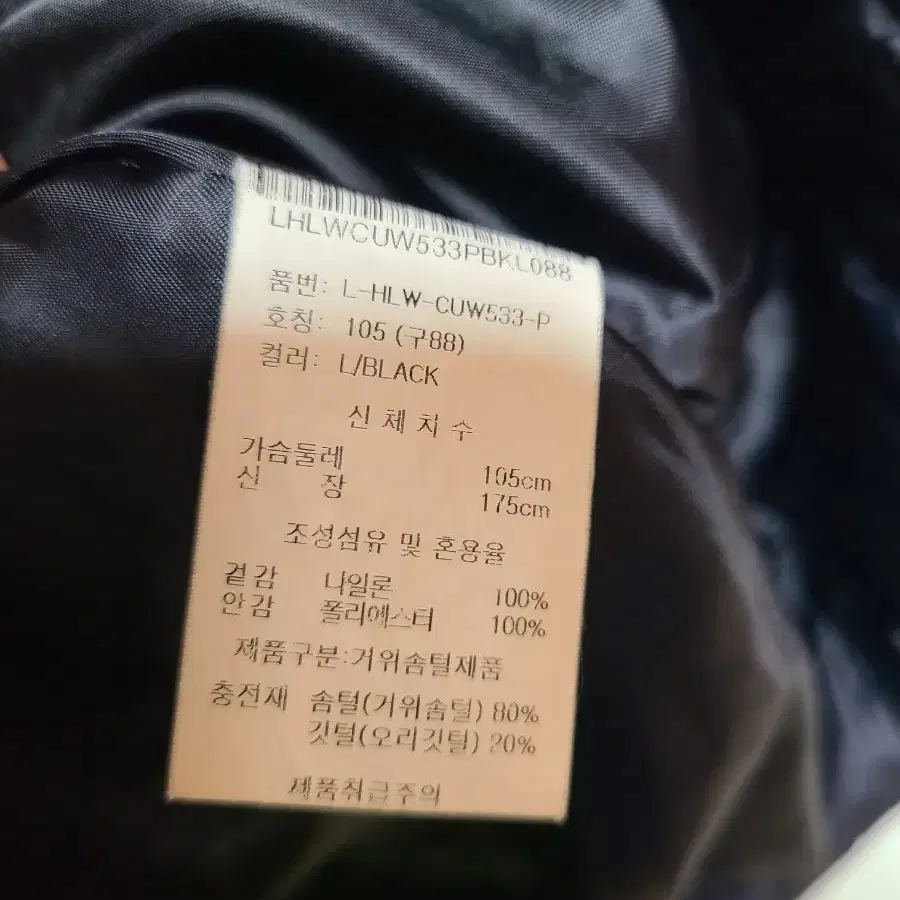 LHLWCUW533PBKL088
품번: L-HLW-CUW533-P
호칭: 105 (구88)
컬러: L/BLACK
신체치수
가슴둘레 105cm
신장 175cm
조성섬유 및 혼용율
겉감 나일론 100%
안감 폴리에스터 100%
제품구분:거위솜털제품
충전재 솜털(거위솜털) 80%
깃털(오리깃털) 20%
제품취급주의